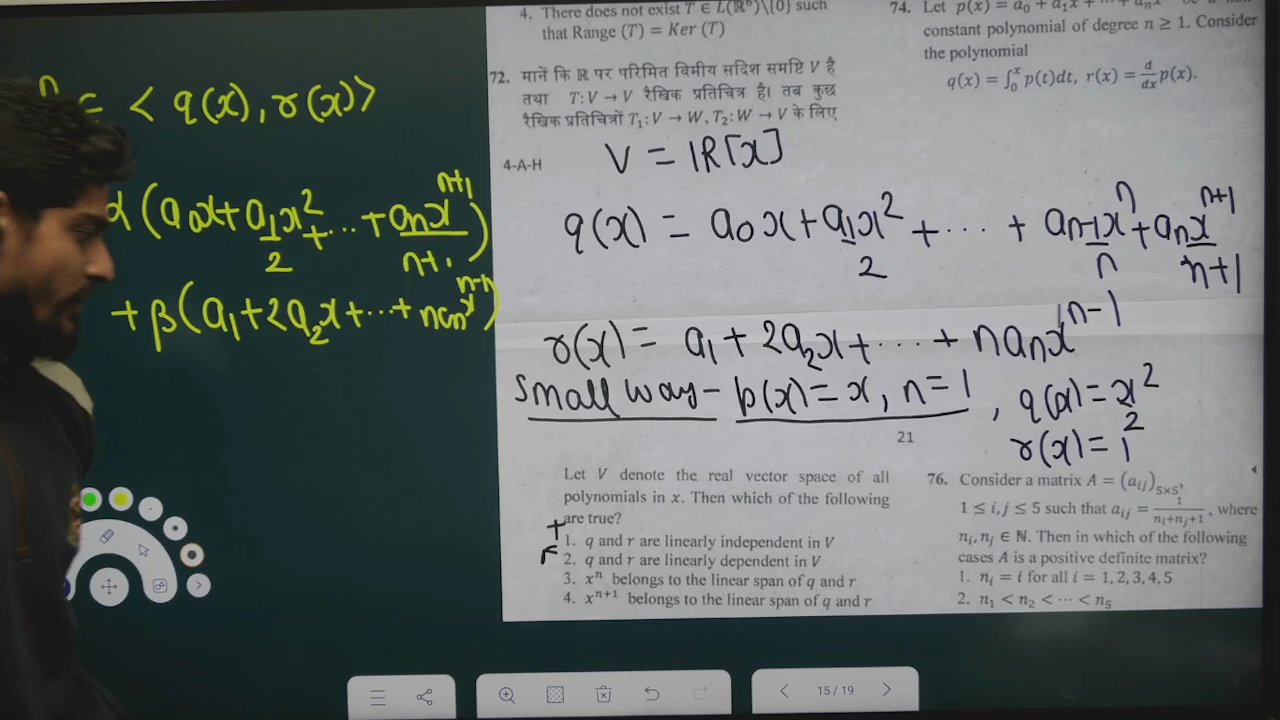 4. There does not exist T ∈ L(ℝ⁶)\{0} such
that Range (T) = Ker (T)
72. मानें कि ℝ पर परिमित विमीय सदिश समष्टि V है
तथा T: V → V रैखिक प्रतिचित्र है। तब कुछ
रैखिक प्रतिचित्रों T₁: V → W, T₂: W → V के लिए
4-A-H
74. Let p(x) = a₀ + a₁x + ⋯ + aₙxⁿ be a non
constant polynomial of degree n ≥ 1. Consider
the polynomial
q(x) = ∫₀ˣ p(t)dt, r(x) = d/dx p(x).
= < q(x), r(x) >
α (a₀x + a₁x²/2 + ... + aₙxⁿ⁺¹/n+1)
+ β(a₁ + 2a₂x + ... + naₙxⁿ⁻¹)
V = IR[x]
q(x) = a₀x + a₁x²/2 + ... + aₙ₋₁xⁿ/n + aₙxⁿ⁺¹/n+1
r(x) = a₁ + 2a₂x + ... + naₙxⁿ⁻¹
small way - p(x) = x, n = 1, q(x) = x²/2
r(x) = 1
21
Let V denote the real vector space of all
polynomials in x. Then which of the following
are true?
T 1. q and r are linearly independent in V
F 2. q and r are linearly dependent in V
3. xⁿ belongs to the linear span of q and r
4. xⁿ⁺¹ belongs to the linear span of q and r
76. Consider a matrix A = (aᵢⱼ)₅ₓ₅,
1 ≤ i, j ≤ 5 such that aᵢⱼ = 1/(nᵢ+nⱼ+1), where
nᵢ, nⱼ ∈ ℕ. Then in which of the following
cases A is a positive definite matrix?
1. nᵢ = i for all i = 1, 2, 3, 4, 5
2. n₁ < n₂ < ⋯ < n₅
15 / 19